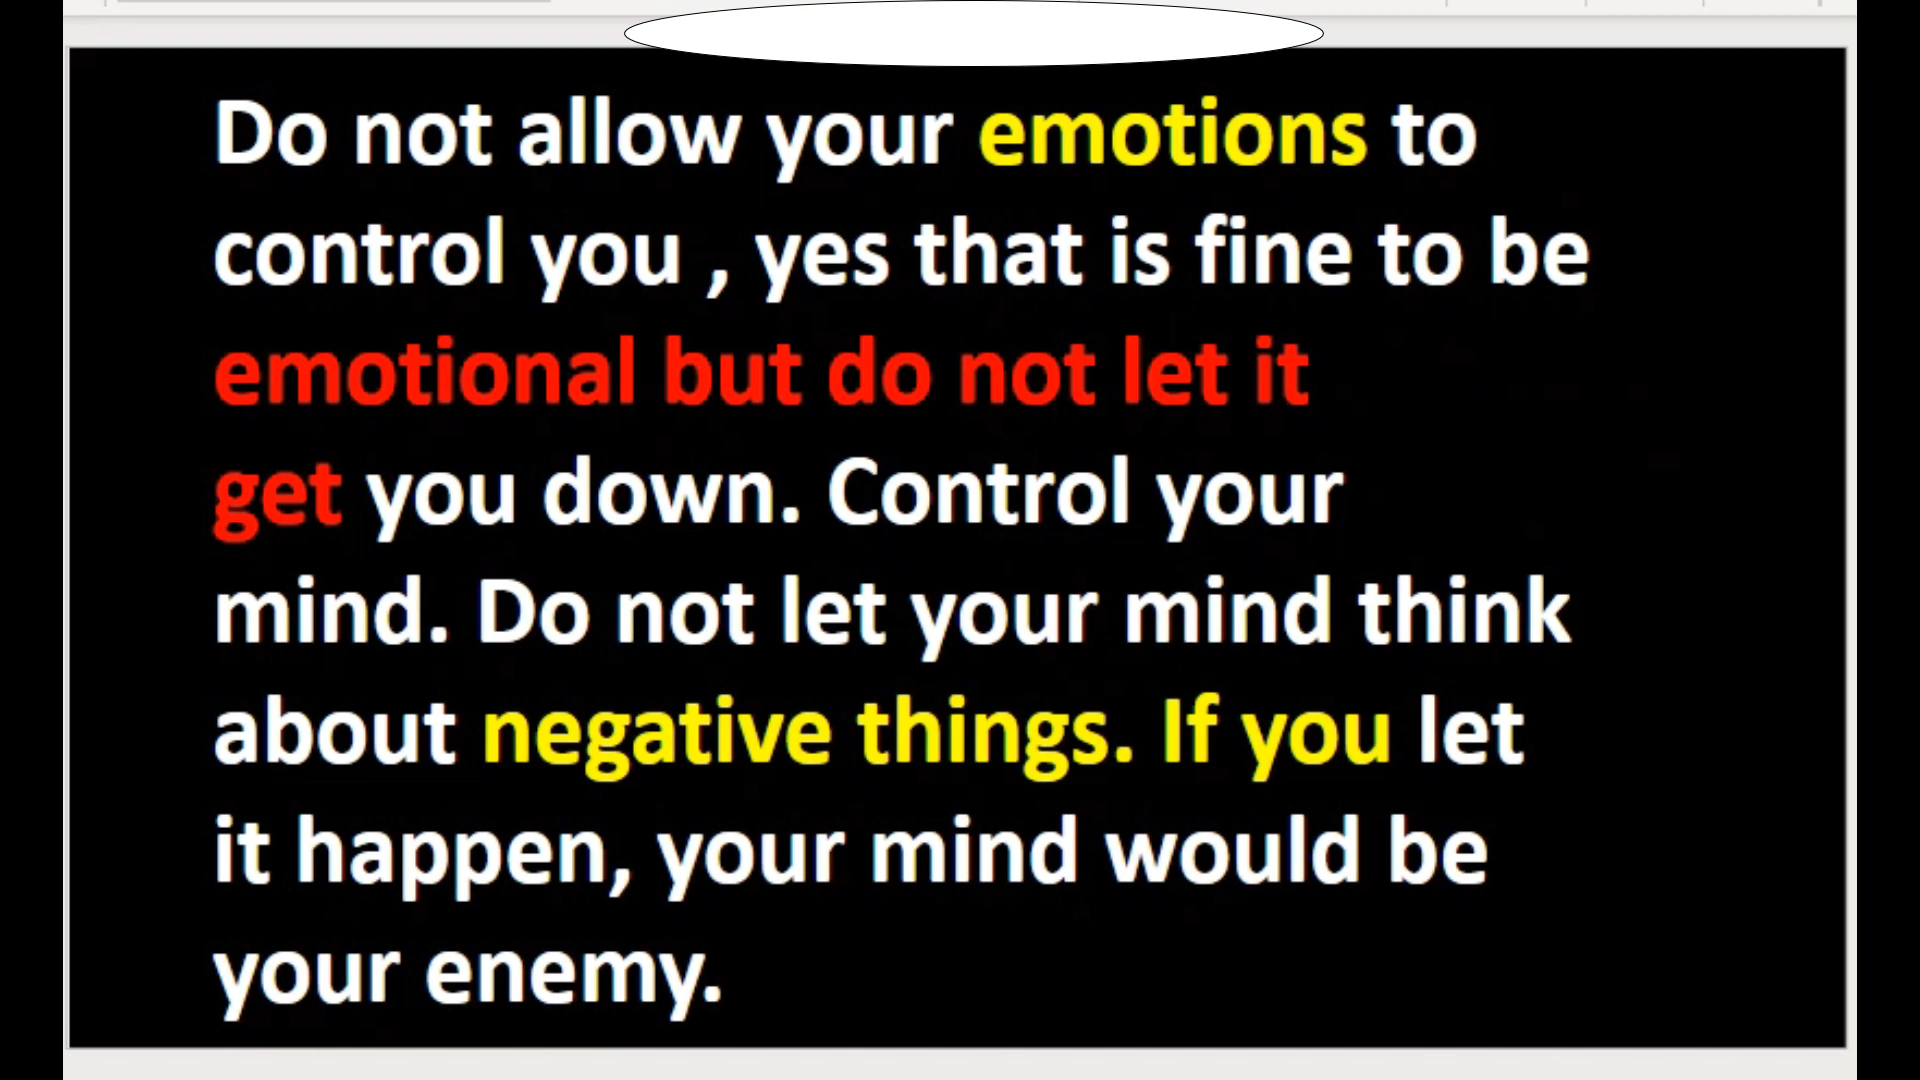 Do not allow your emotions to
control you , yes that is fine to be
emotional but do not let it
get you down. Control your
mind. Do not let your mind think
about negative things. If you let
it happen, your mind would be
your enemy.